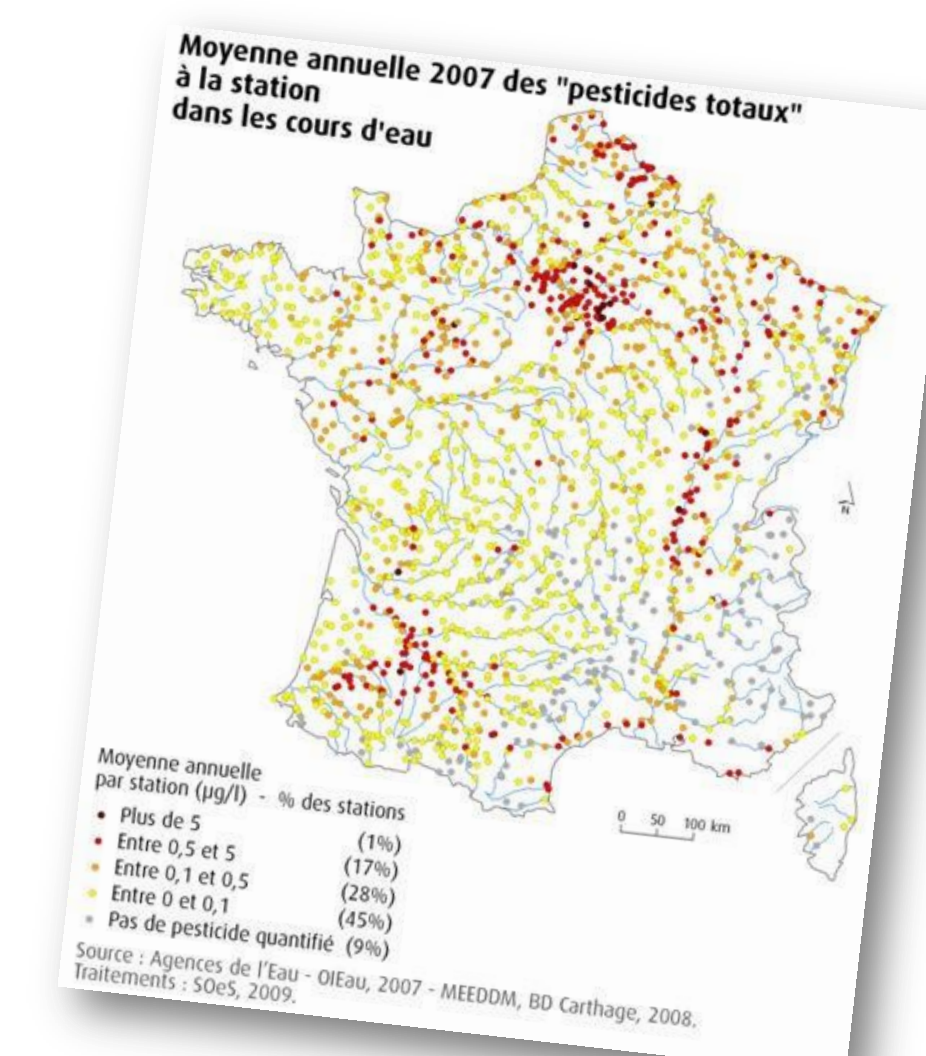 Moyenne annuelle 2007 des "pesticides totaux"
à la station
dans les cours d'eau
N
Moyenne annuelle
par station (µg/l) - % des stations
Plus de 5 (1%)
Entre 0,5 et 5 (17%)
Entre 0,1 et 0,5 (28%)
Entre 0 et 0,1 (45%)
Pas de pesticide quantifié (9%)
0 50 100 km
Source : Agences de l'Eau - OIEau, 2007 - MEEDDM, BD Carthage, 2008.
Traitements : SOeS, 2009.